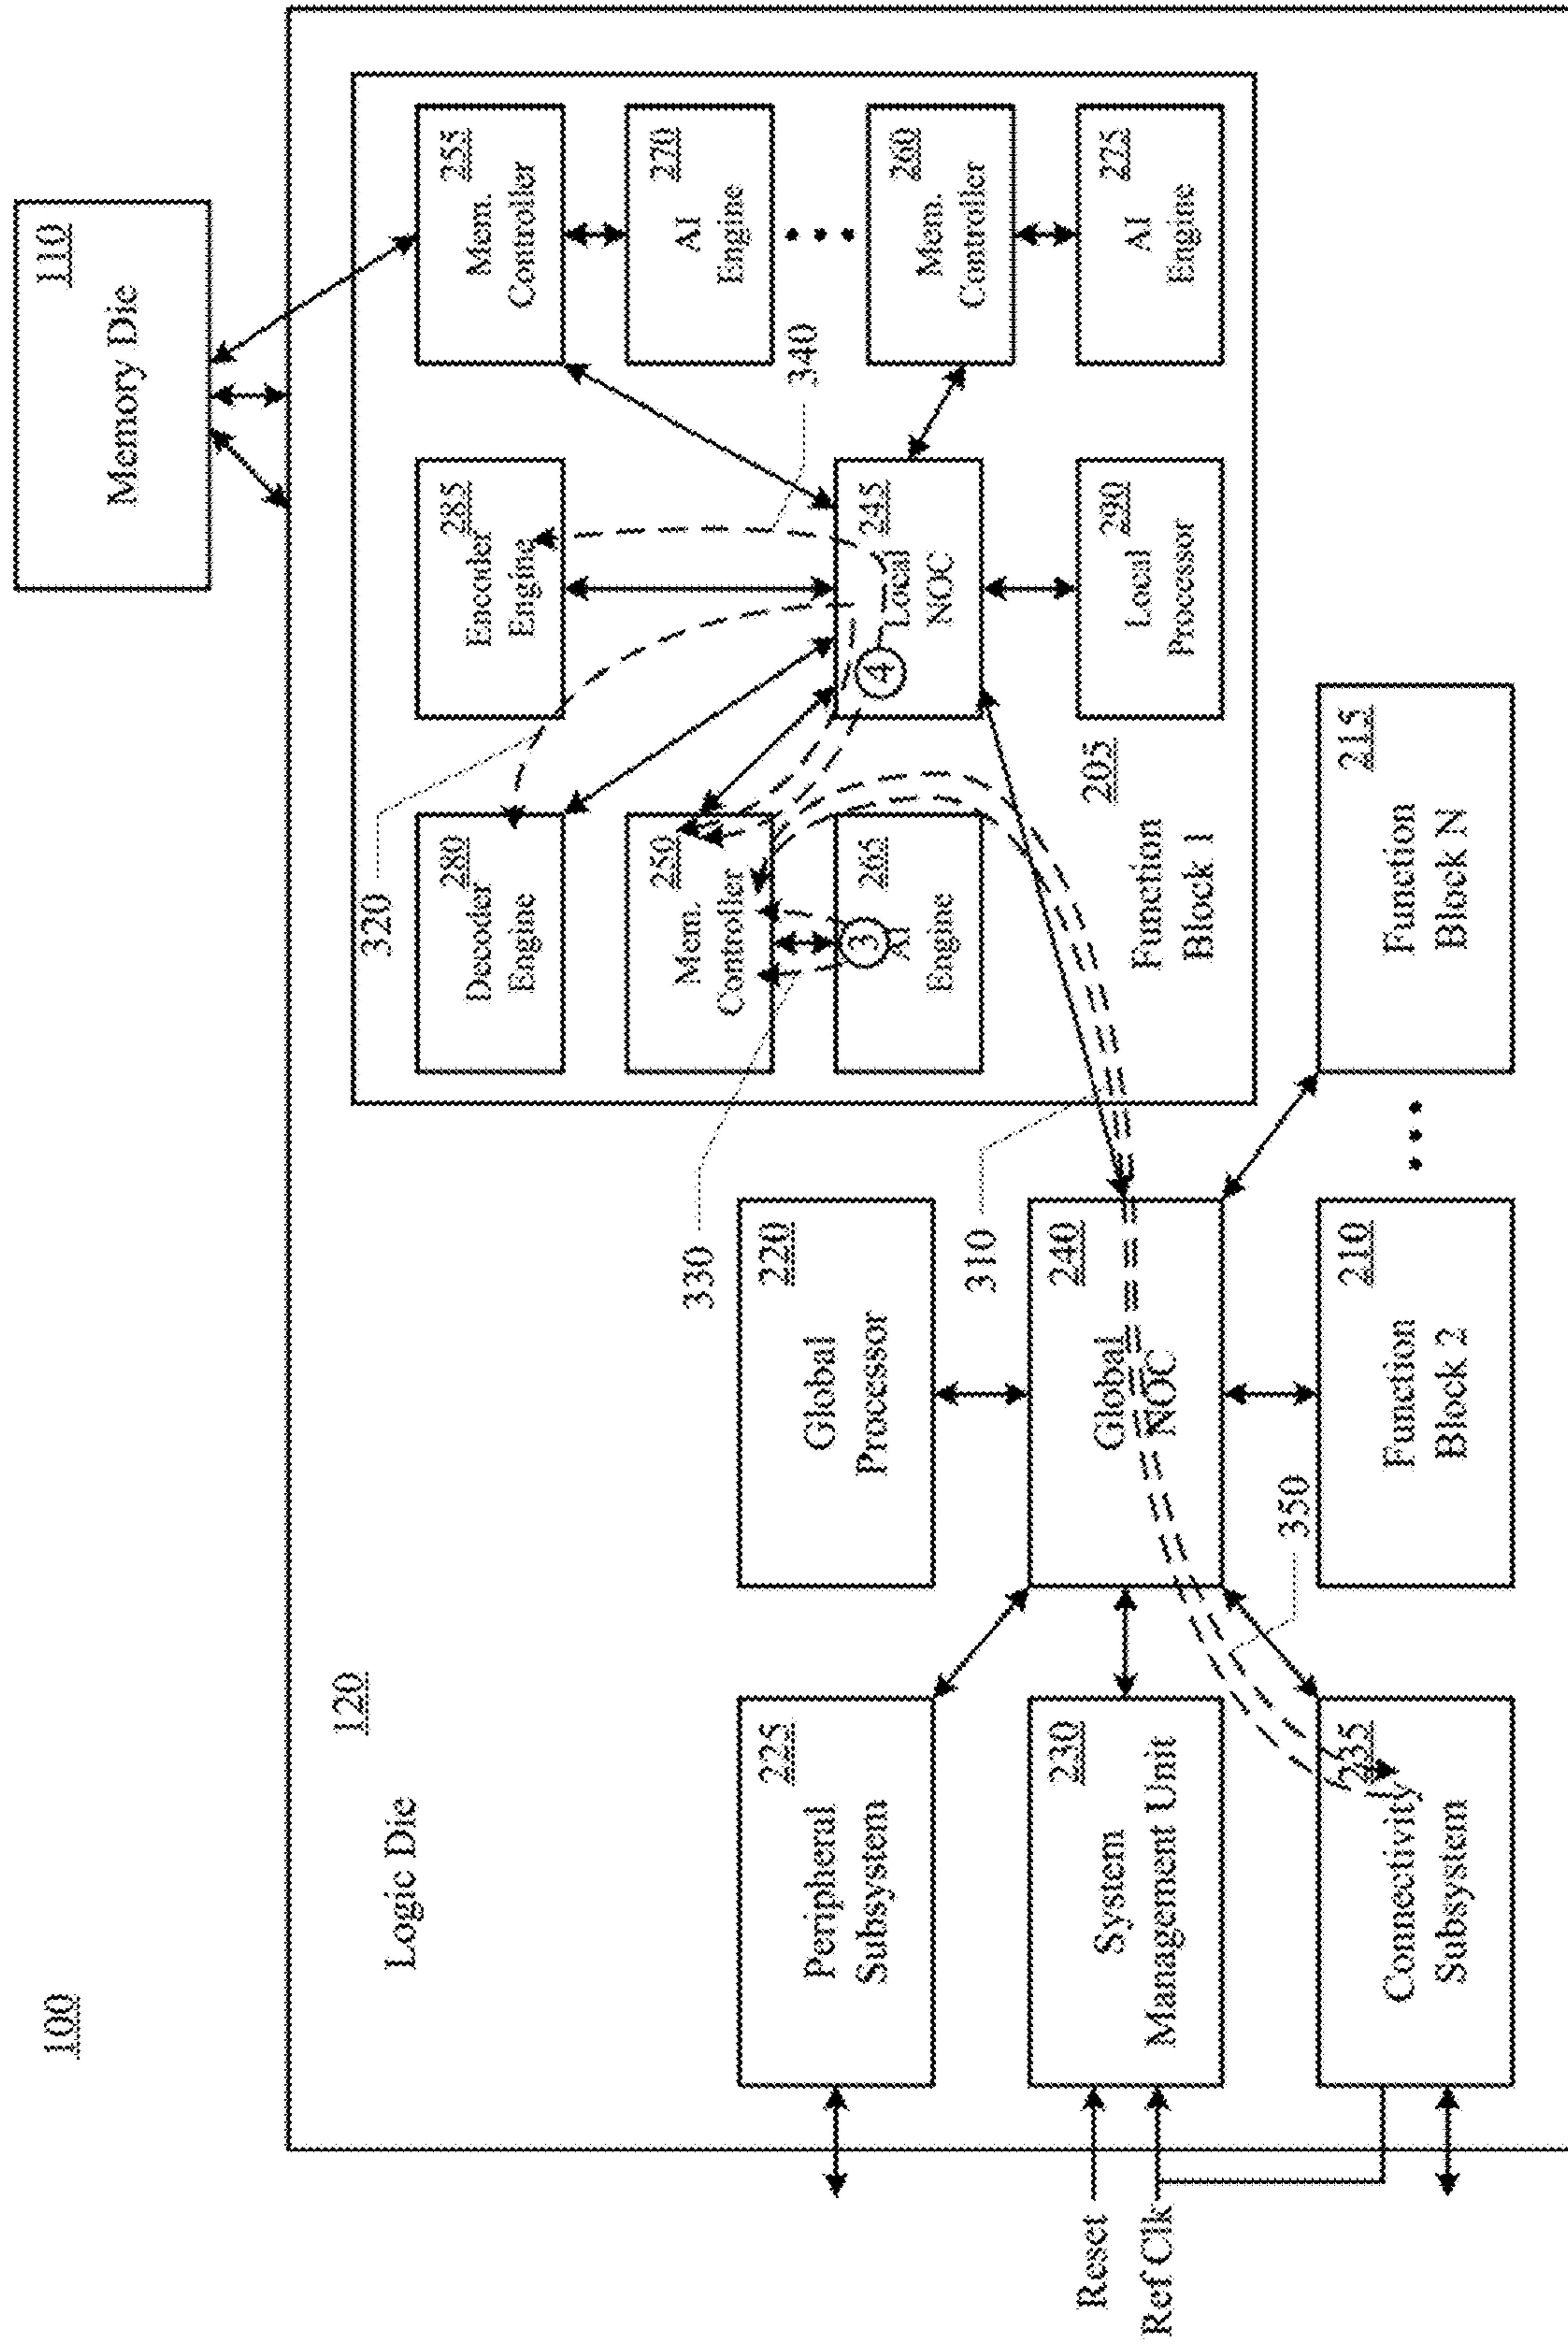 100
110
Memory Die
120
Logic Die
225
Peripheral
Subsystem
230
System
Management Unit
235
Connectivity
Subsystem
Reset
Ref Clk
220
Global
Processor
240
Global
NOC
210
Function
Block 2
215
Function
Block N
350
310
330
320
340
280
Decoder
Engine
250
Mem.
Controller
265
3
AI
Engine
205
Function
Block 1
285
Encoder
Engine
245
4
Local
NOC
290
Local
Processor
255
Mem.
Controller
270
AI
Engine
260
Mem.
Controller
275
AI
Engine